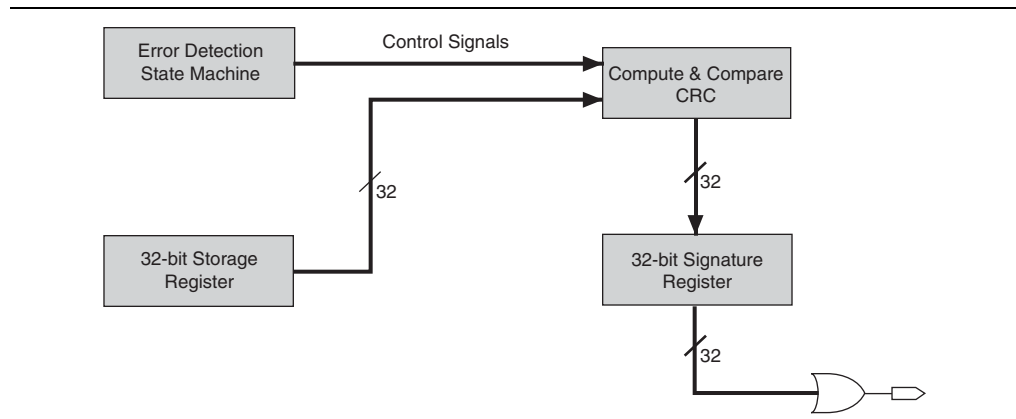 Error Detection
State Machine
Control Signals
Compute & Compare
CRC
32
32
32-bit Storage
Register
32-bit Signature
Register
32